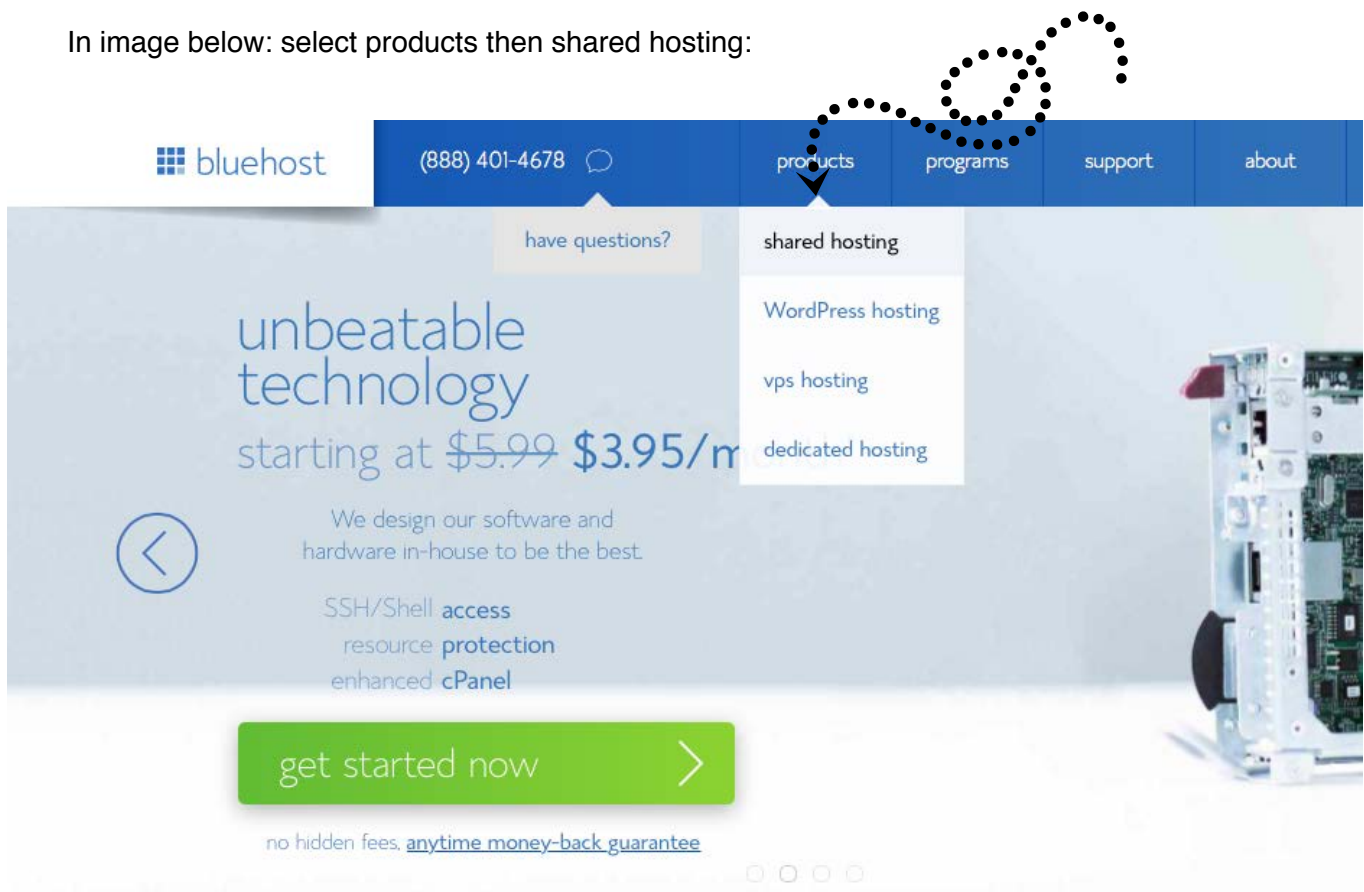 In image below: select products then shared hosting:
bluehost
(888) 401-4678
products
programs
support
about
have questions?
shared hosting
WordPress hosting
vps hosting
dedicated hosting
unbeatable
technology
starting at $5.99 $3.95/month
We design our software and
hardware in-house to be the best.
SSH/Shell access
resource protection
enhanced cPanel
get started now
no hidden fees, anytime money-back guarantee